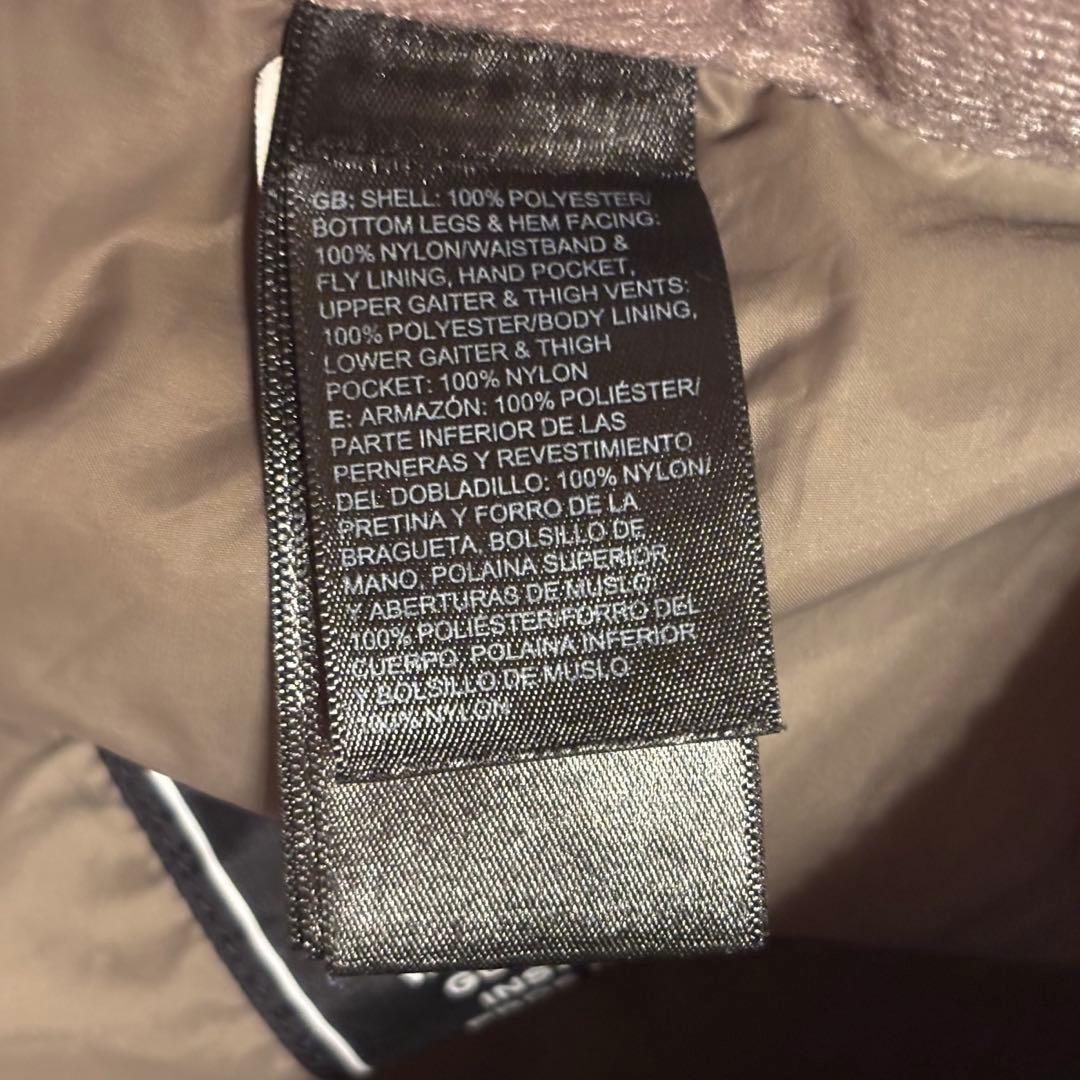 GB: SHELL: 100% POLYESTER/
BOTTOM LEGS & HEM FACING:
100% NYLON/WAISTBAND &
FLY LINING, HAND POCKET,
UPPER GAITER & THIGH VENTS:
100% POLYESTER/BODY LINING,
LOWER GAITER & THIGH
POCKET: 100% NYLON
E: ARMAZÓN: 100% POLIÉSTER/
PARTE INFERIOR DE LAS
PERNERAS Y REVESTIMIENTO
DEL DOBLADILLO: 100% NYLON/
PRETINA Y FORRO DE LA
BRAGUETA, BOLSILLO DE
MANO, POLAINA SUPERIOR
Y ABERTURAS DE MUSLO:
100% POLIÉSTER/FORRO DEL
CUERPO, POLAINA INFERIOR
Y BOLSILLO DE MUSLO:
100% NYLON